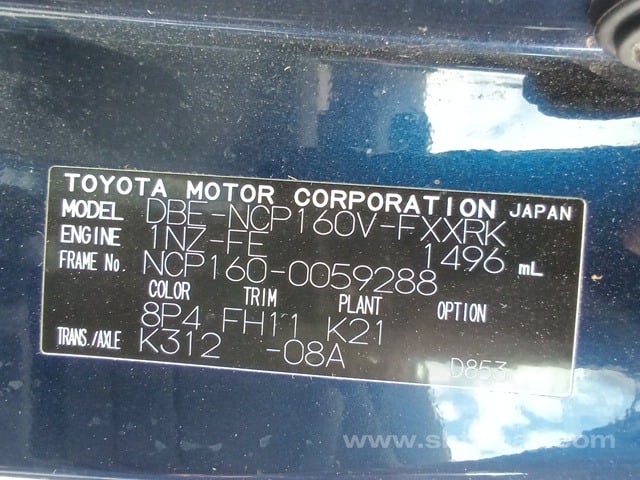 TOYOTA MOTOR CORPORATION JAPAN
MODEL DBE-NCP160V-FXXRK
ENGINE 1NZ-FE 1496 mL
FRAME No. NCP160-0059288
COLOR TRIM PLANT OPTION
8P4 FH11 K21
TRANS./AXLE K312 -08A
D853